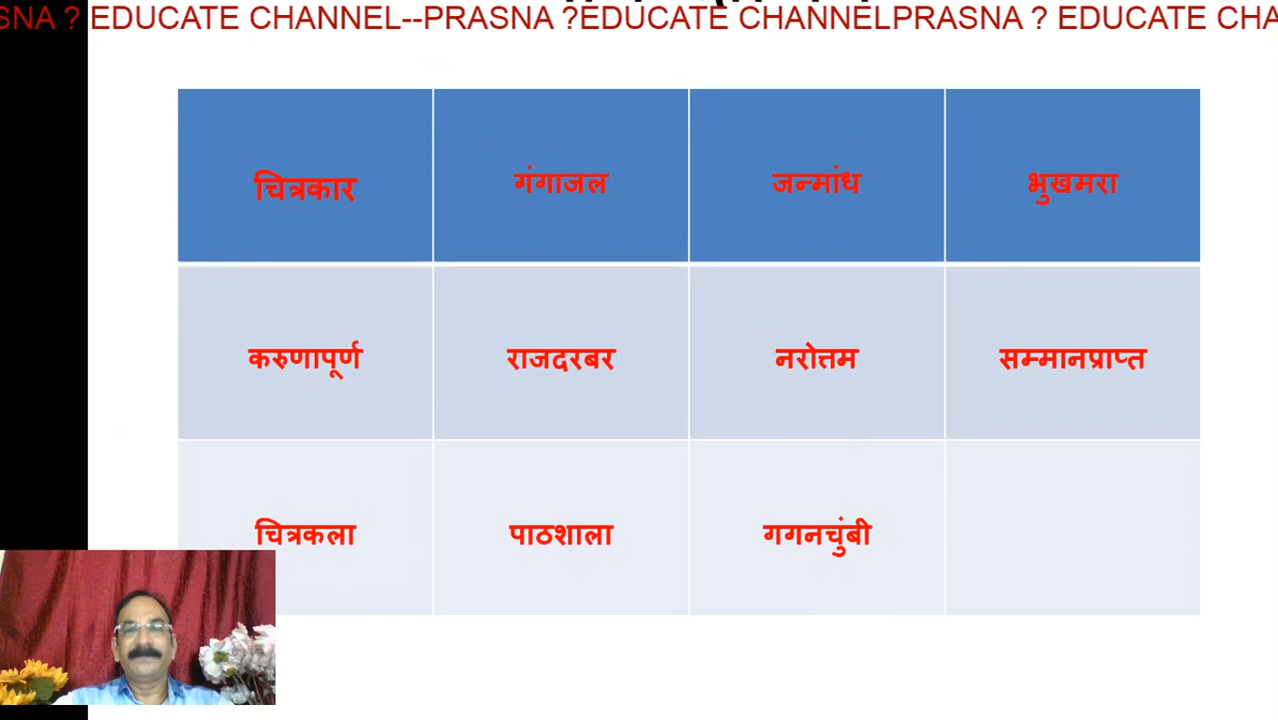 SNA ? EDUCATE CHANNEL--PRASNA ?EDUCATE CHANNELPRASNA ? EDUCATE CHA
चित्रकार गंगाजल जन्मांध भुखमरा
करुणापूर्ण राजदरबर नरोत्तम सम्मानप्राप्त
चित्रकला पाठशाला गगनचुंबी